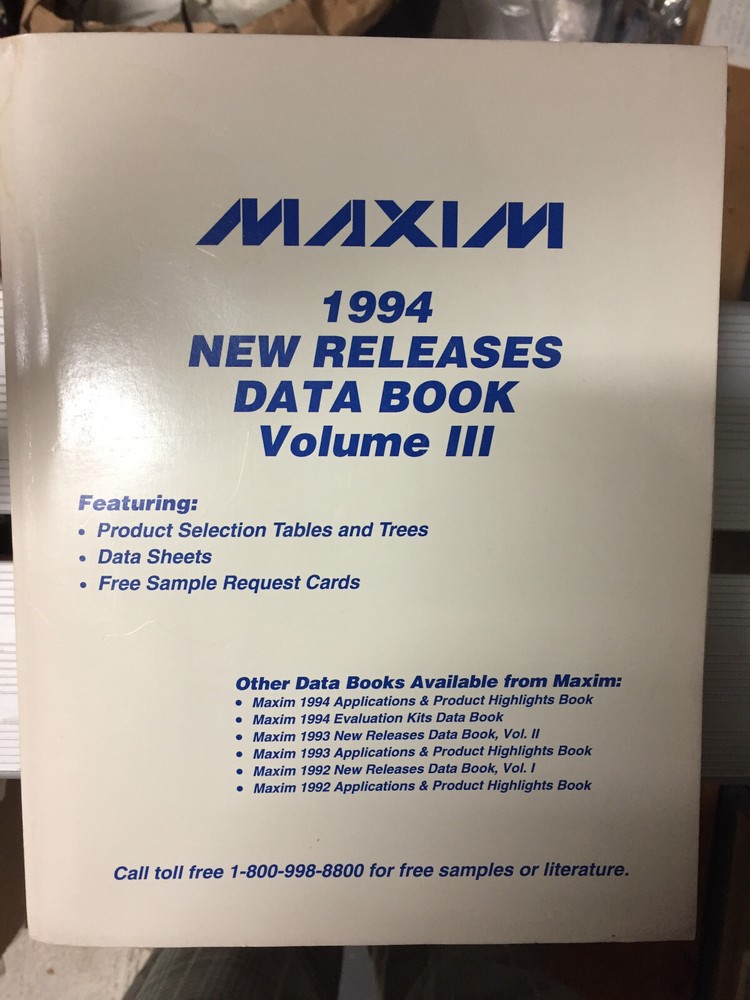 MAXIM
1994
NEW RELEASES
DATA BOOK
Volume III
Featuring:
• Product Selection Tables and Trees
• Data Sheets
• Free Sample Request Cards
Other Data Books Available from Maxim:
• Maxim 1994 Applications & Product Highlights Book
• Maxim 1994 Evaluation Kits Data Book
• Maxim 1993 New Releases Data Book, Vol. II
• Maxim 1993 Applications & Product Highlights Book
• Maxim 1992 New Releases Data Book, Vol. I
• Maxim 1992 Applications & Product Highlights Book
Call toll free 1-800-998-8800 for free samples or literature.